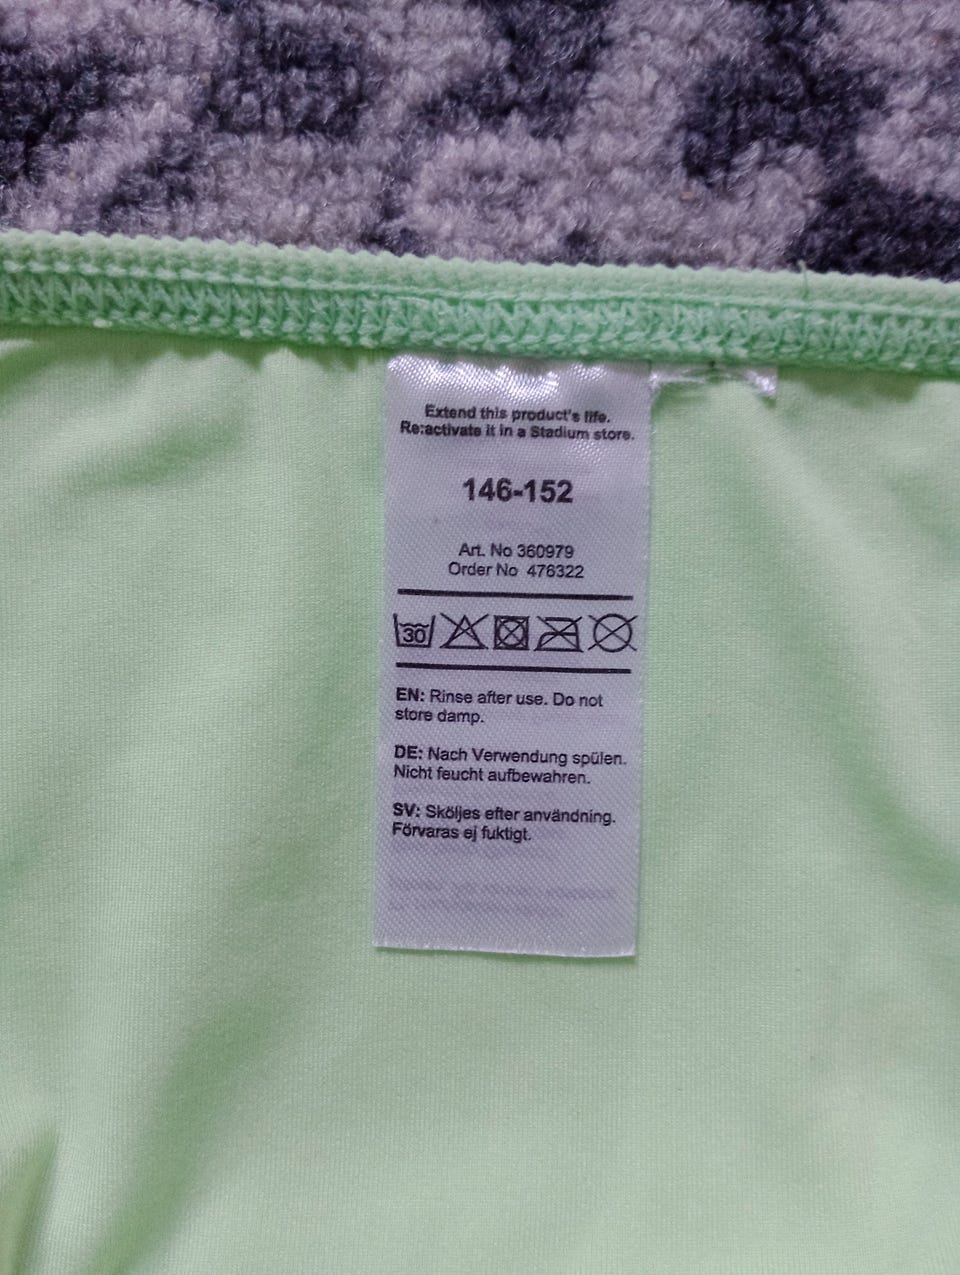 Extend this product's life.
Re:activate it in a Stadium store.
146-152
Art. No 360979
Order No 476322
30
EN: Rinse after use. Do not
store damp.
DE: Nach Verwendung spülen.
Nicht feucht aufbewahren.
SV: Sköljes efter användning.
Förvaras ej fuktigt.